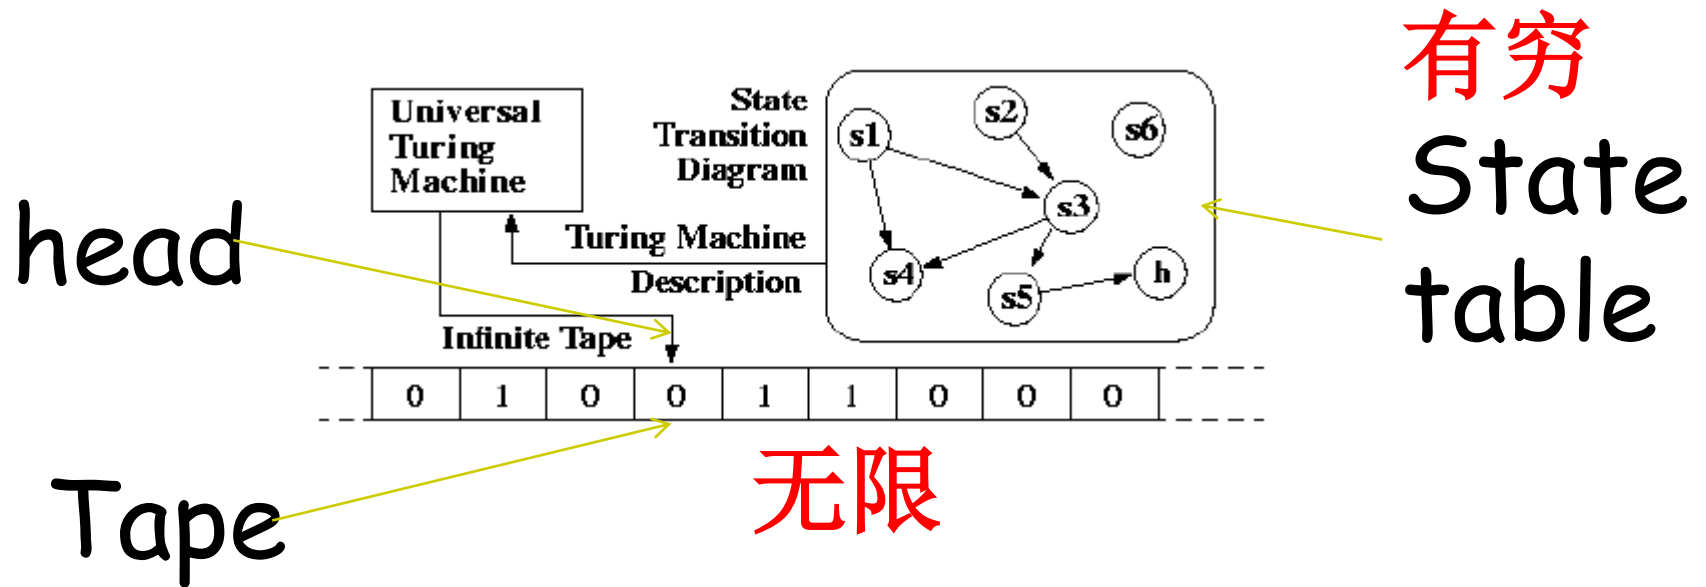 有穷
State
table
Universal
Turing
Machine
State
Transition
Diagram
s1
s2
s6
s3
s4
s5
h
Turing Machine
Description
head
Infinite Tape
0 1 0 0 1 1 0 0 0
无限
Tape